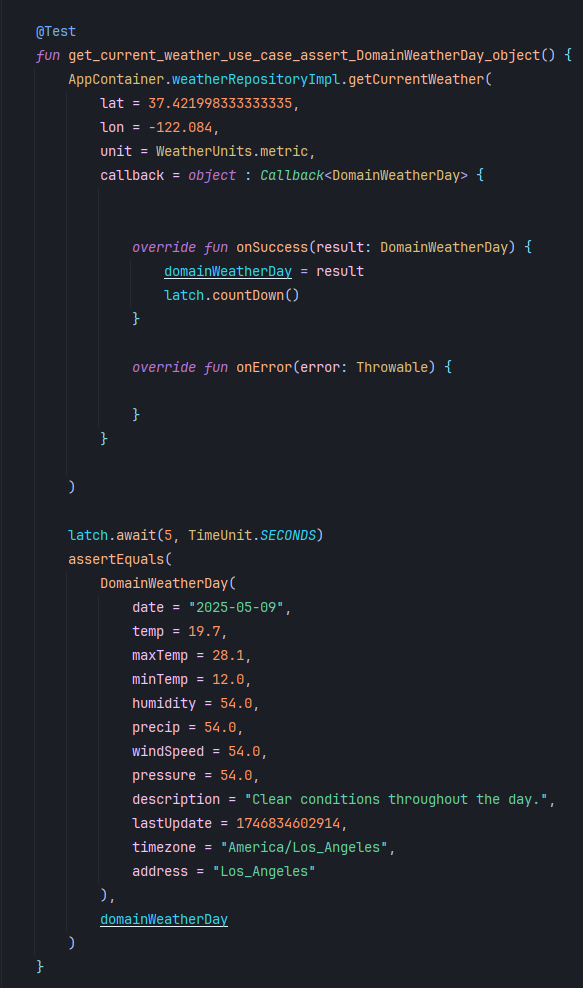 @Test
fun get_current_weather_use_case_assert_DomainWeatherDay_object() {
    AppContainer.weatherRepositoryImpl.getCurrentWeather(
        lat = 37.421998333333335,
        lon = -122.084,
        unit = WeatherUnits.metric,
        callback = object : Callback<DomainWeatherDay> {
            override fun onSuccess(result: DomainWeatherDay) {
                domainWeatherDay = result
                latch.countDown()
            }
            override fun onError(error: Throwable) {
            }
        }
    )
    latch.await(5, TimeUnit.SECONDS)
    assertEquals(
        DomainWeatherDay(
            date = "2025-05-09",
            temp = 19.7,
            maxTemp = 28.1,
            minTemp = 12.0,
            humidity = 54.0,
            precip = 54.0,
            windSpeed = 54.0,
            pressure = 54.0,
            description = "Clear conditions throughout the day.",
            lastUpdate = 1746834602914,
            timezone = "America/Los_Angeles",
            address = "Los_Angeles"
        ),
        domainWeatherDay
    )
}